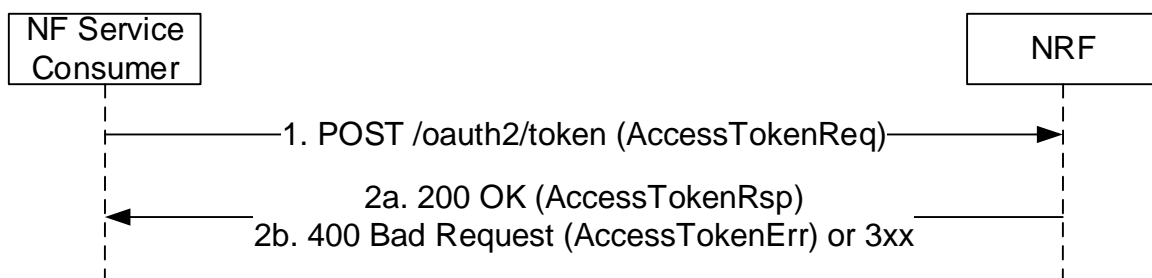 NF Service
Consumer
NRF
1. POST /oauth2/token (AccessTokenReq)
2a. 200 OK (AccessTokenRsp)
2b. 400 Bad Request (AccessTokenErr) or 3xx